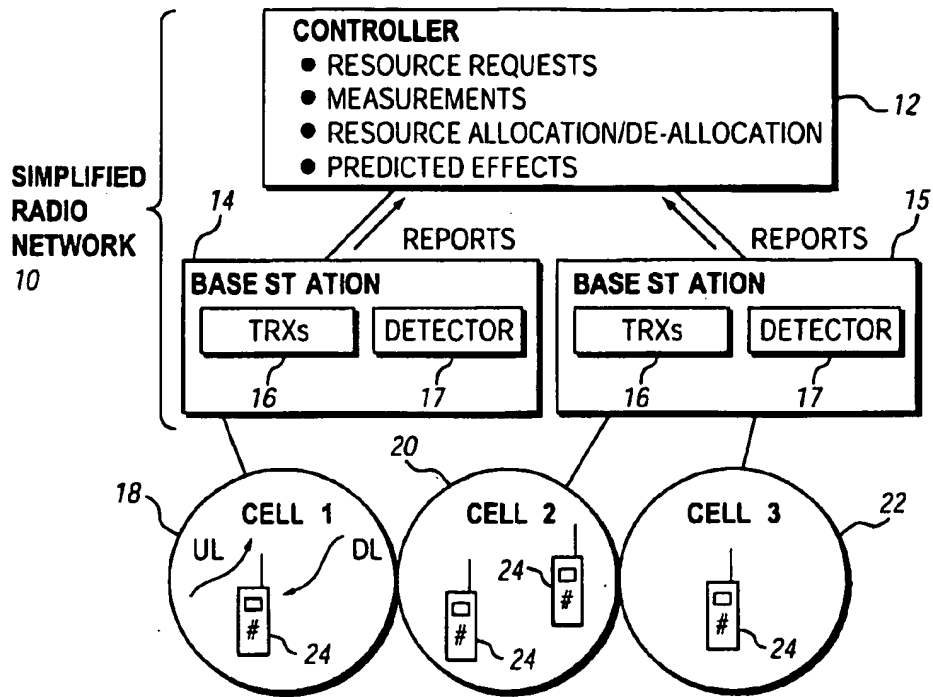 CONTROLLER
● RESOURCE REQUESTS
● MEASUREMENTS
● RESOURCE ALLOCATION/DE-ALLOCATION
● PREDICTED EFFECTS
12
SIMPLIFIED
RADIO
NETWORK
10
14
REPORTS
REPORTS
15
BASE ST ATION
TRXs
DETECTOR
16
17
BASE ST ATION
TRXs
DETECTOR
16
17
18
CELL 1
UL
DL
#
24
20
CELL 2
24
#
#
24
CELL 3
22
#
24